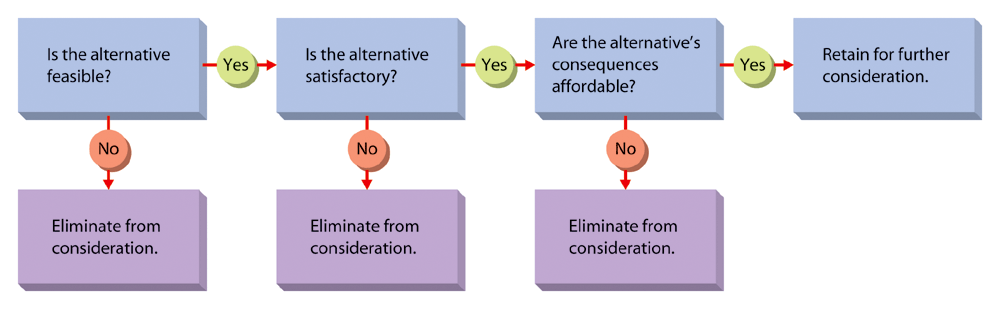 Is the alternative
feasible?
Yes
Is the alternative
satisfactory?
Yes
Are the alternative’s
consequences
affordable?
Yes
Retain for further
consideration.
No
No
No
Eliminate from
consideration.
Eliminate from
consideration.
Eliminate from
consideration.